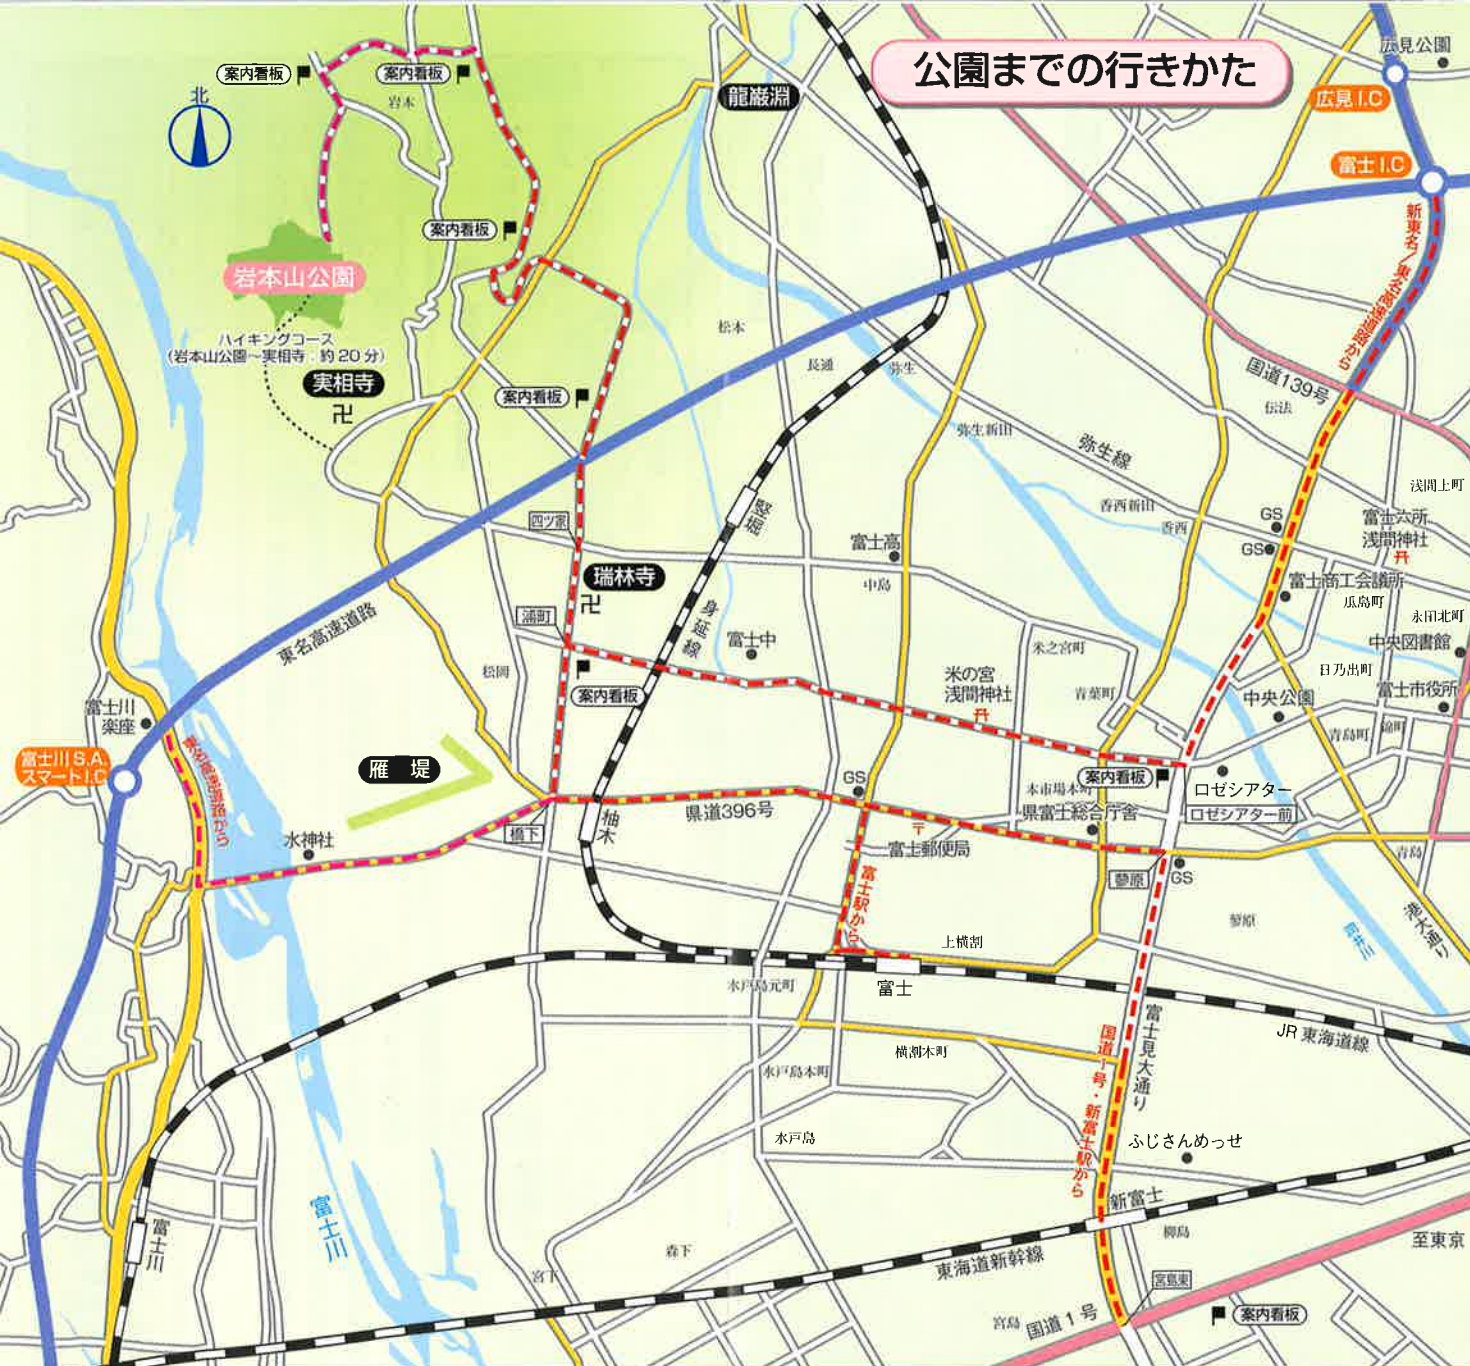 公園までの行きかた
広見公園
広見I.C
富士I.C
新東名／東名高速道路から
案内看板
案内看板
岩本
北
龍巌淵
案内看板
岩本山公園
ハイキングコース
(岩本山公園～実相寺：約20分)
実相寺
案内看板
松本
長通
弥生
国道139号
伝法
弥生新田
弥生線
浅間上町
香西新田
香西
GS
GS
富士六所
浅間神社
四ツ家
竪堀
富士高
中島
瑞林寺
富士商工会議所
瓜島町
永田北町
浦町
身延線
富士中
米之宮町
中央図書館
日乃出町
東名高速道路
松岡
案内看板
米の宮
浅間神社
青葉町
中央公園
富士市役所
富士川
楽座
青島町
錦町
富士川S.A.
スマートI.C
東名高速道路から
雁堤
GS
案内看板
ロゼシアター
本市場本町
ロゼシアター前
県道396号
柚木
県富士総合庁舎
橋下
水神社
富士郵便局
蓼原
GS
青島
富士駅から
蓼原
港大通り
上横割
水戸島元町
富士
JR東海道線
富士見大通り
国道1号・新富士駅から
横割本町
水戸島本町
水戸島
ふじさんめっせ
富士川
富士川
新富士
柳島
至東京
森下
東海道新幹線
宮下
宮島東
宮島
国道1号
案内看板